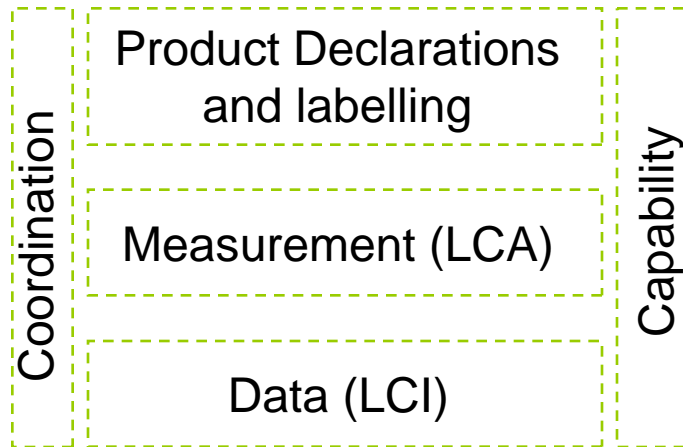 Coordination
Product Declarations
and labelling
Measurement (LCA)
Data (LCI)
Capability